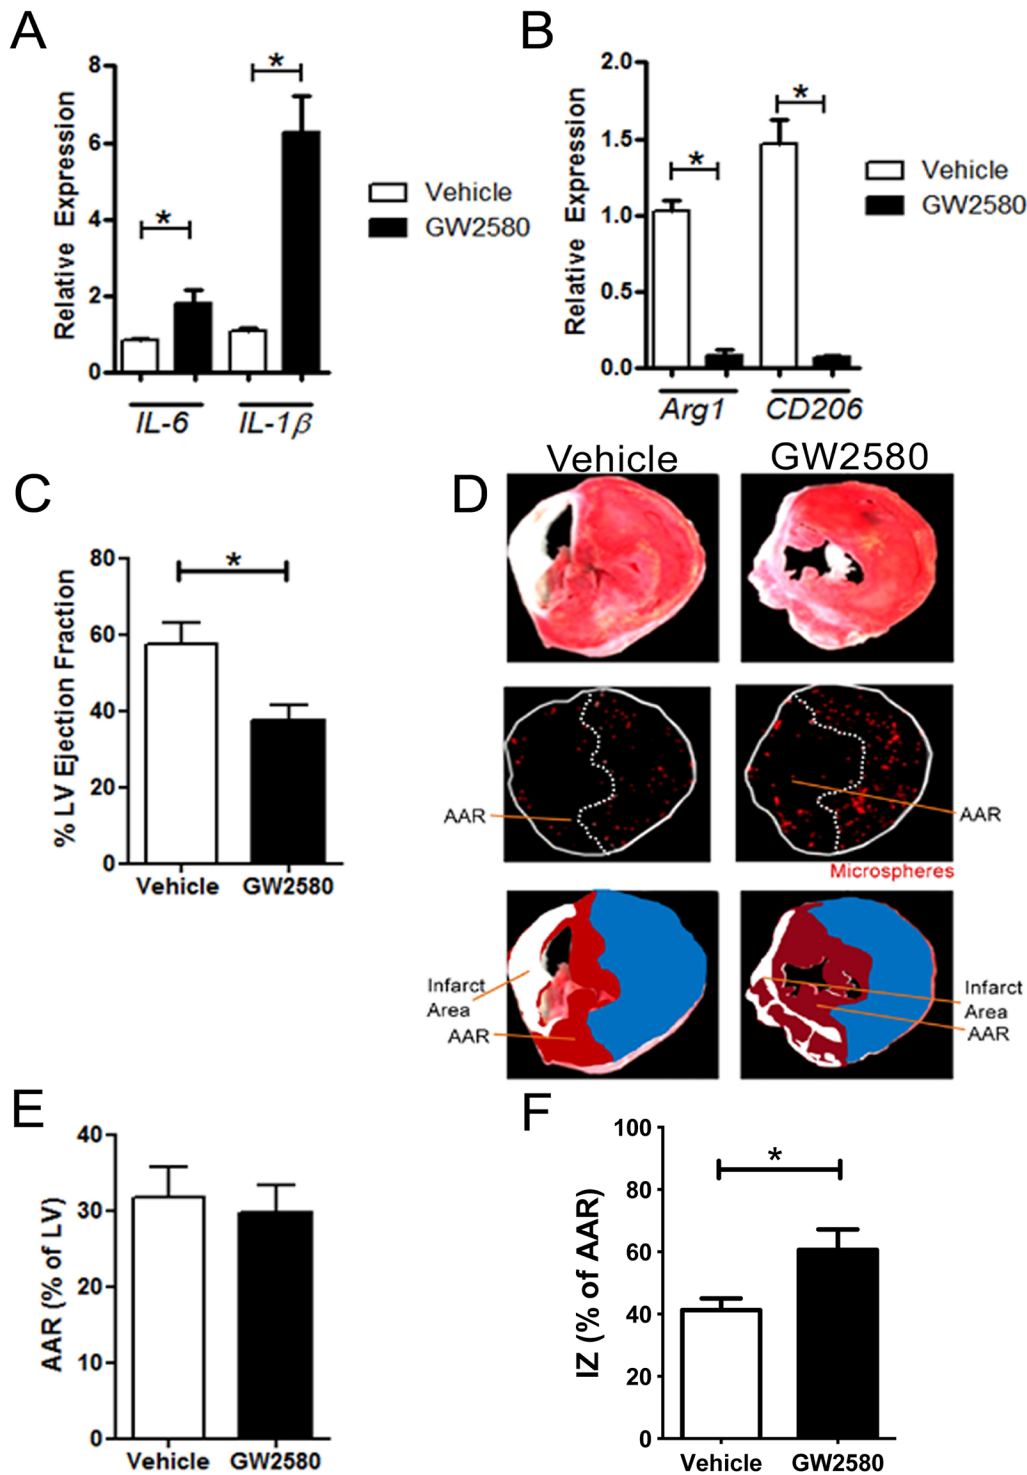 A
8
6
4
2
0
Relative Expression
*
*
IL-6
IL-1β
Vehicle
GW2580
B
2.0
1.5
1.0
0.5
0.0
Relative Expression
*
*
Arg1
CD206
Vehicle
GW2580
C
80
60
40
20
0
% LV Ejection Fraction
*
Vehicle
GW2580
D
Vehicle
GW2580
AAR
AAR
Microspheres
Infarct
Area
AAR
Infarct
Area
AAR
E
40
30
20
10
0
AAR (% of LV)
Vehicle
GW2580
F
100
80
60
40
20
0
IZ (% of AAR)
*
Vehicle
GW2580